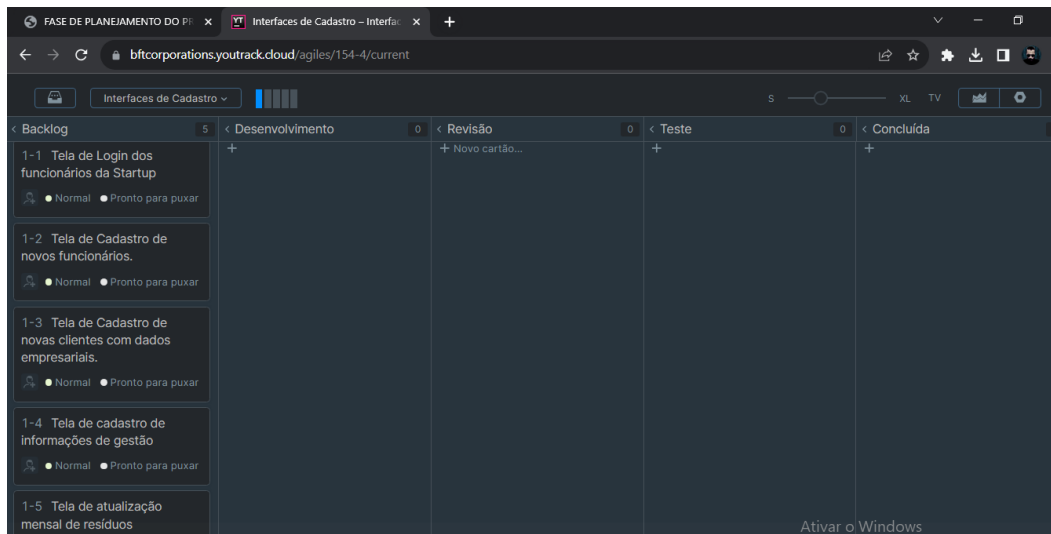 FASE DE PLANEJAMENTO DO PR
YT Interfaces de Cadastro – Interfac
bftcorporations.youtrack.cloud/agiles/154-4/current
Interfaces de Cadastro
S XL TV
Backlog 5 Desenvolvimento 0 Revisão 0 Teste 0 Concluída
1-1 Tela de Login dos
funcionários da Startup
Normal Pronto para puxar
1-2 Tela de Cadastro de
novos funcionários.
Normal Pronto para puxar
1-3 Tela de Cadastro de
novas clientes com dados
empresariais.
Normal Pronto para puxar
1-4 Tela de cadastro de
informações de gestão
Normal Pronto para puxar
1-5 Tela de atualização
mensal de resíduos
Novo cartão...
Ativar o Windows